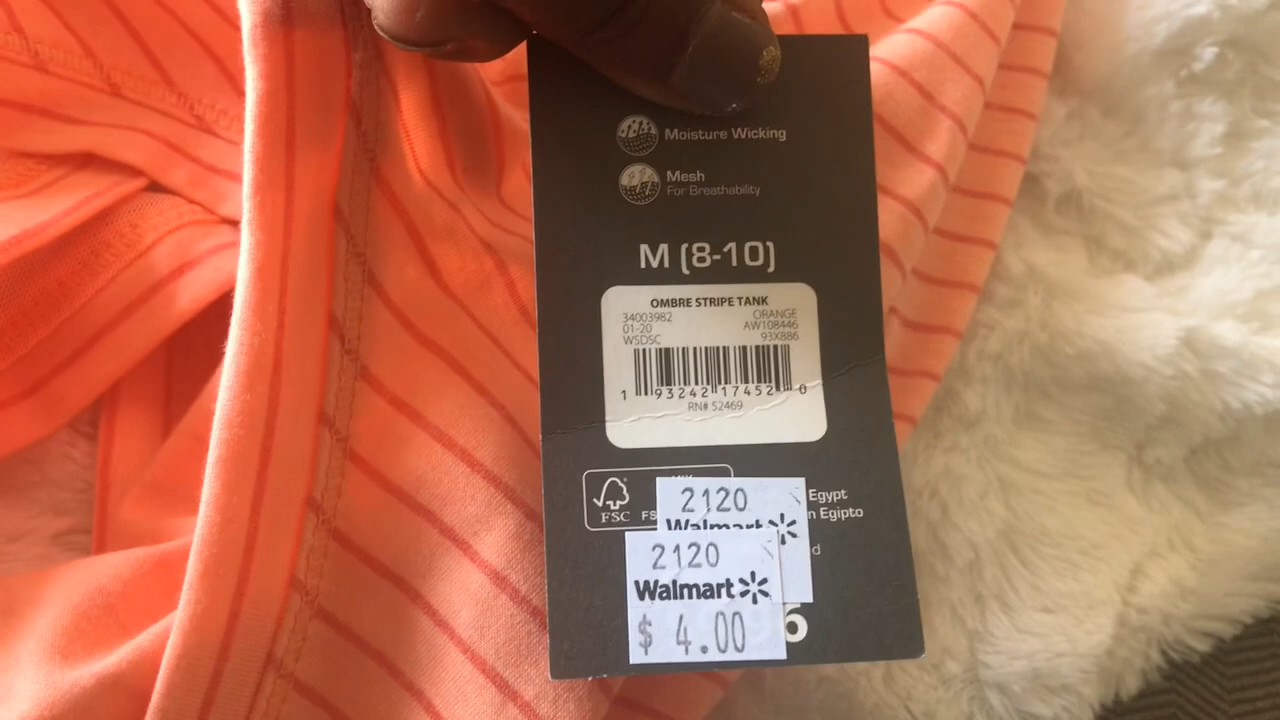 Moisture Wicking
Mesh
For Breathability
M (8-10)
OMBRE STRIPE TANK
34003982 ORANGE
01-20 AW108446
WSDSC 93X886
1 93242 17452 0
RN# 52469
FSC
Egypt
Egipto
2120
Walmart
2120
Walmart
$ 4.00
6